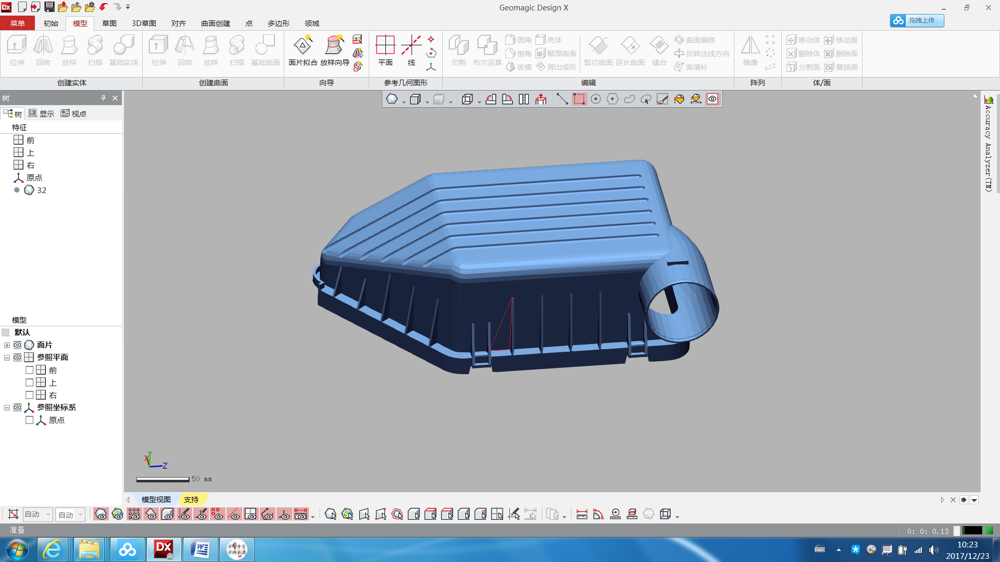 DX
Geomagic Design X
菜单 初始 模型 草图 3D草图 对齐 曲面创建 点 多边形 领域
拖拽上传
拉伸 回转 放样 扫描 基础实体
拉伸 回转 放样 扫描 基础曲面
面片拟合 放样向导
平面 线
切割 布尔运算
圆角 壳体
倒角 赋厚曲面
拔模 押出成形
剪切曲面 延长曲面 缝合
曲面偏移
反转法线方向
面填补
镜像
移动体 移动面
删除体 删除面
分割面 替换面
创建实体 创建曲面 向导 参考几何图形 编辑 阵列 体/面
树
树 显示 视点
特征
前
上
右
原点
32
模型
默认
面片
参照平面
前
上
右
参照坐标系
原点
Accuracy Analyzer(TM)
X
Y
Z
50 mm
模型视图 支持
自动 自动
准备
0: 0: 0.13
DX
W
10:23
2017/12/23